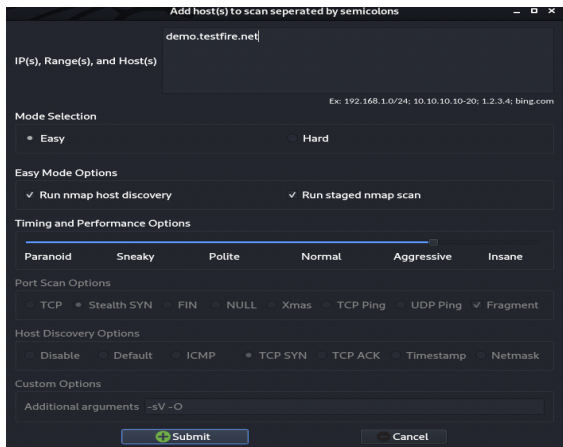 Add host(s) to scan seperated by semicolons
IP(s), Range(s), and Host(s)
demo.testfire.net
Ex: 192.168.1.0/24; 10.10.10.10-20; 1.2.3.4; bing.com
Mode Selection
Easy Hard
Easy Mode Options
Run nmap host discovery Run staged nmap scan
Timing and Performance Options
Paranoid Sneaky Polite Normal Aggressive Insane
Port Scan Options
TCP Stealth SYN FIN NULL Xmas TCP Ping UDP Ping Fragment
Host Discovery Options
Disable Default ICMP TCP SYN TCP ACK Timestamp Netmask
Custom Options
Additional arguments -sV -O
Submit Cancel